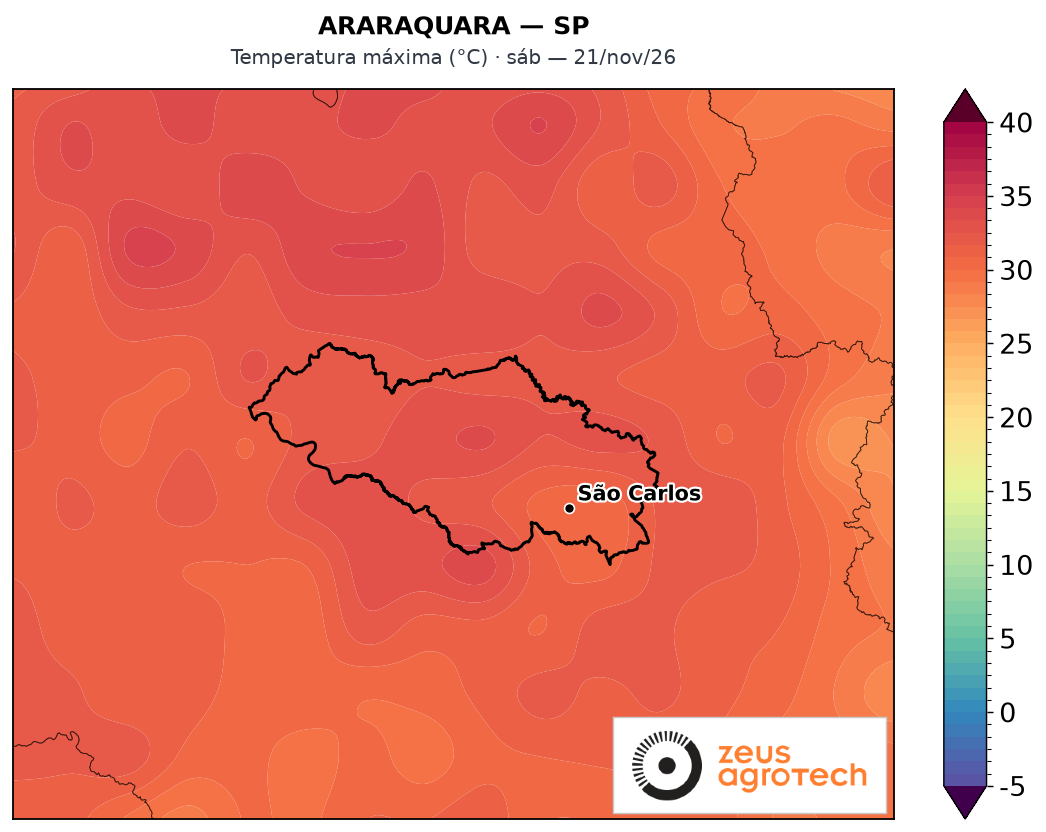 ARARAQUARA — SP
Temperatura máxima (°C) · sáb — 21/nov/26
40
35
30
25
20
15
10
5
0
-5
São Carlos
zeus
agrotech